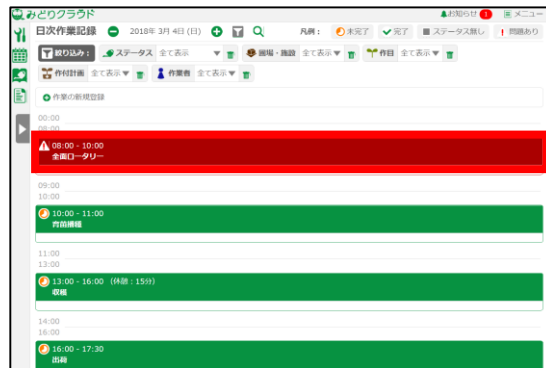 みどりクラウド
お知らせ 1 メニュー
日次作業記録 2018年 3月 4日 (日) 凡例: 未完了 完了 ステータス無し 問題あり
絞り込み: ステータス 全て表示 圃場・施設 全て表示 作目 全て表示
作付計画 全て表示 作業者 全て表示
作業の新規登録
00:00
08:00
08:00 - 10:00
全面ロータリー
09:00
10:00
10:00 - 11:00
育苗播種
11:00
13:00
13:00 - 16:00 (休憩:15分)
収穫
14:00
16:00
16:00 - 17:30
出荷